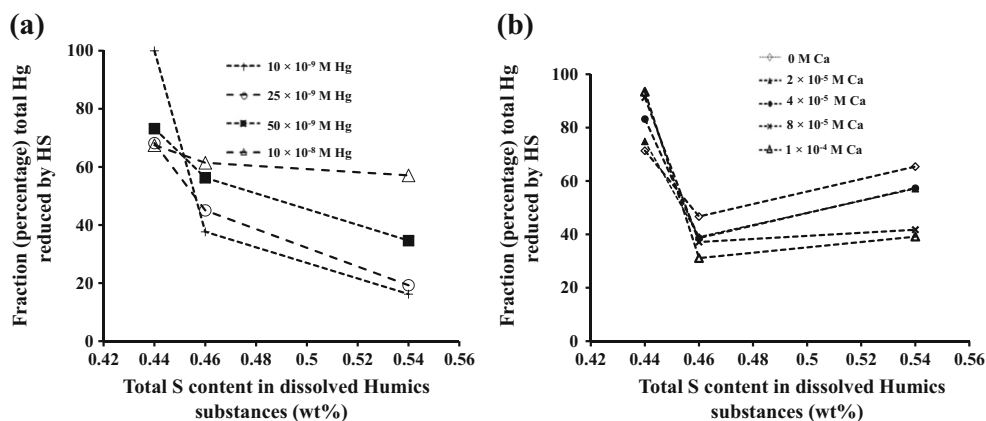 (a)
Fraction (percentage) total Hg
reduced by HS
100
80
60
40
20
0
0.42 0.44 0.46 0.48 0.5 0.52 0.54 0.56
Total S content in dissolved Humics
substances (wt%)
10 × 10⁻⁹ M Hg
25 × 10⁻⁹ M Hg
50 × 10⁻⁹ M Hg
10 × 10⁻⁸ M Hg
(b)
Fraction (percentage) total Hg
reduced by HS
100
80
60
40
20
0
0.42 0.44 0.46 0.48 0.5 0.52 0.54 0.56
Total S content in dissolved Humics
substances (wt%)
0 M Ca
2 × 10⁻⁵ M Ca
4 × 10⁻⁵ M Ca
8 × 10⁻⁵ M Ca
1 × 10⁻⁴ M Ca